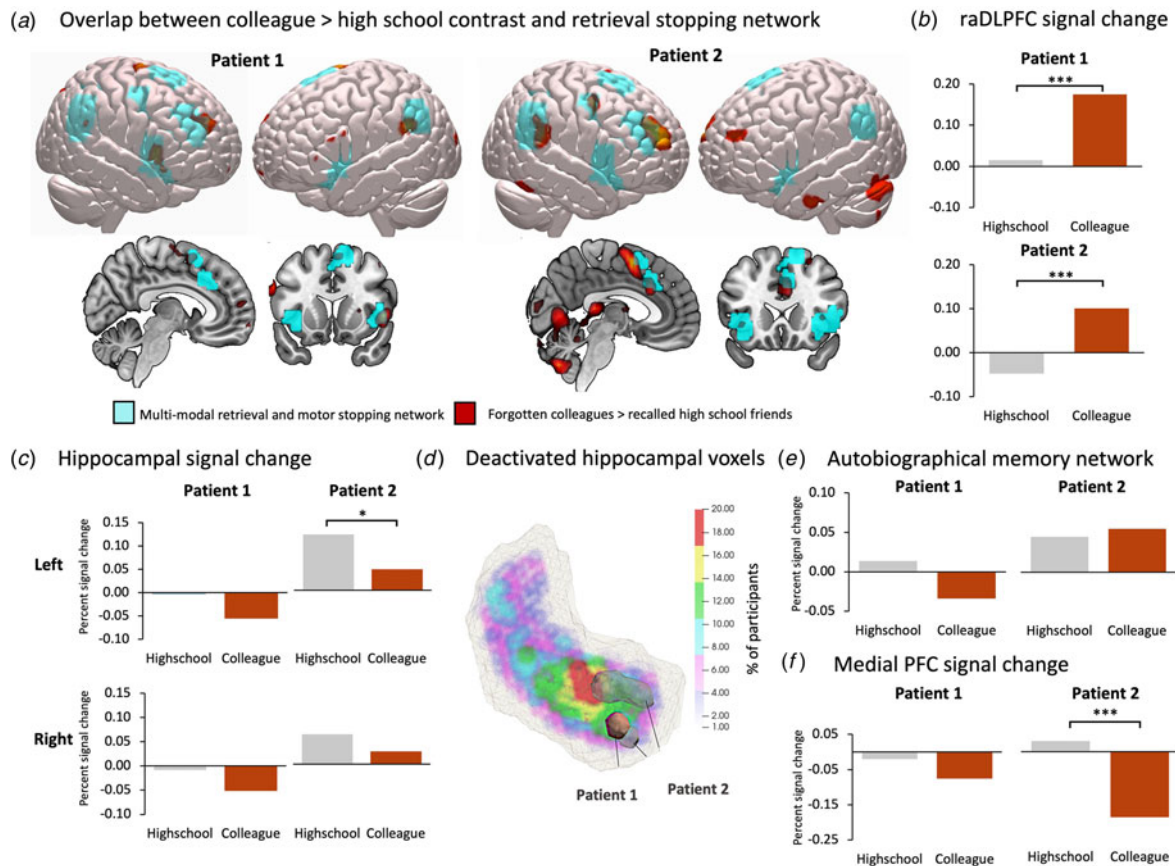 (a) Overlap between colleague > high school contrast and retrieval stopping network
Patient 1
Patient 2
Multi-modal retrieval and motor stopping network
Forgotten colleagues > recalled high school friends
(b) raDLPFC signal change
Patient 1
***
0.20
0.10
0.00
-0.10
Highschool Colleague
Patient 2
***
0.20
0.10
0.00
-0.10
Highschool Colleague
(c) Hippocampal signal change
Patient 1
Patient 2
Left
Percent signal change
0.15
0.10
0.05
0.00
-0.05
-0.10
*
Highschool Colleague
Highschool Colleague
Right
Percent signal change
0.15
0.10
0.05
0.00
-0.05
-0.10
Highschool Colleague
Highschool Colleague
(d) Deactivated hippocampal voxels
20.00
18.00
16.00
14.00
12.00
10.00
8.00
6.00
4.00
2.00
1.00
% of participants
Patient 1
Patient 2
(e) Autobiographical memory network
Patient 1
Patient 2
Percent signal change
0.10
0.05
0.00
-0.05
Highschool Colleague
Highschool Colleague
(f) Medial PFC signal change
Patient 1
Patient 2
Percent signal change
0.05
-0.05
-0.15
-0.25
***
Highschool Colleague
Highschool Colleague